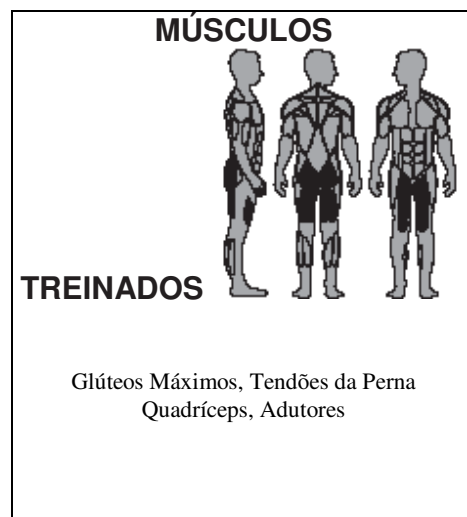 MÚSCULOS
TREINADOS
Glúteos Máximos, Tendões da Perna
Quadríceps, Adutores